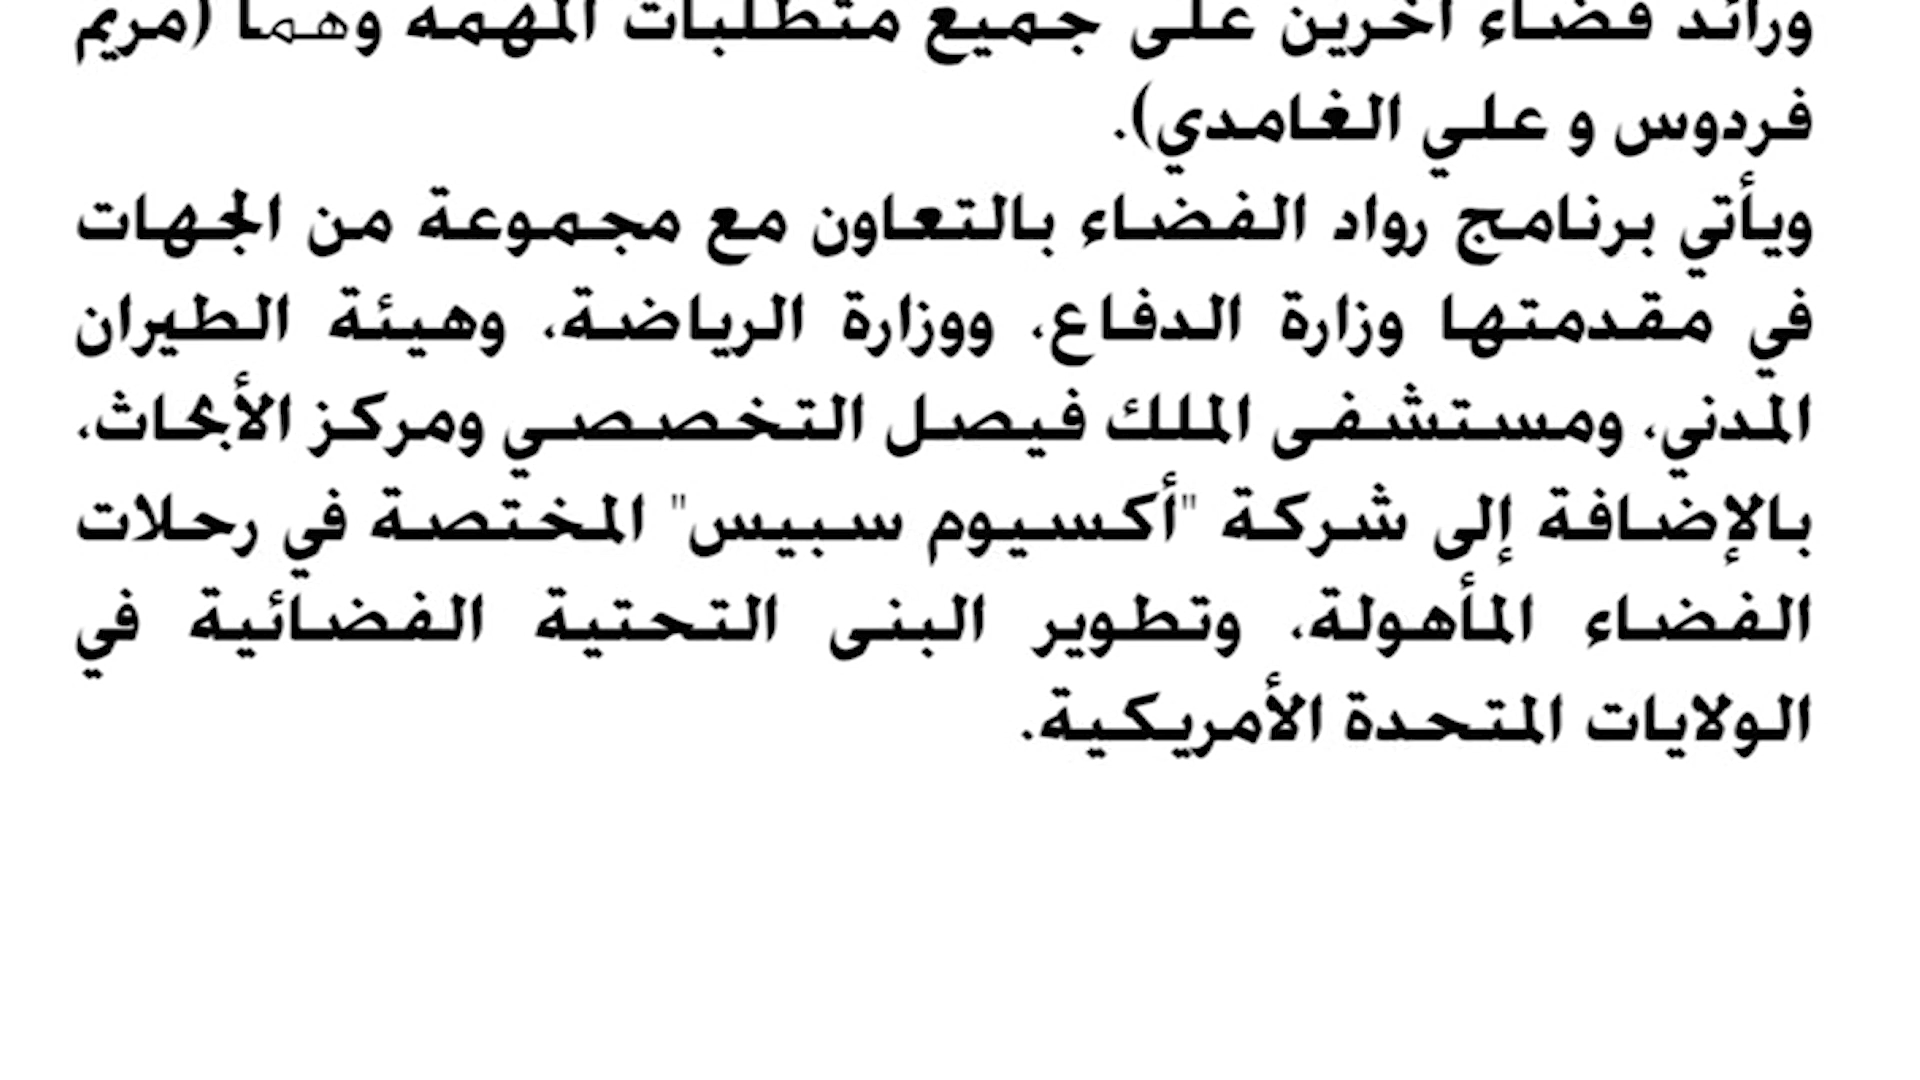 ورائد فضاء آخرين على جميع متطلبات المهمة وهما (مريم
فردوس و علي الغامدي).
ويأتي برنامج رواد الفضاء بالتعاون مع مجموعة من الجهات
في مقدمتها وزارة الدفاع، ووزارة الرياضة، وهيئة الطيران
المدني، ومستشفى الملك فيصل التخصصي ومركز الأبحاث،
بالإضافة إلى شركة "أكسيوم سبيس" المختصة في رحلات
الفضاء المأهولة، وتطوير البنى التحتية الفضائية في
الولايات المتحدة الأمريكية.